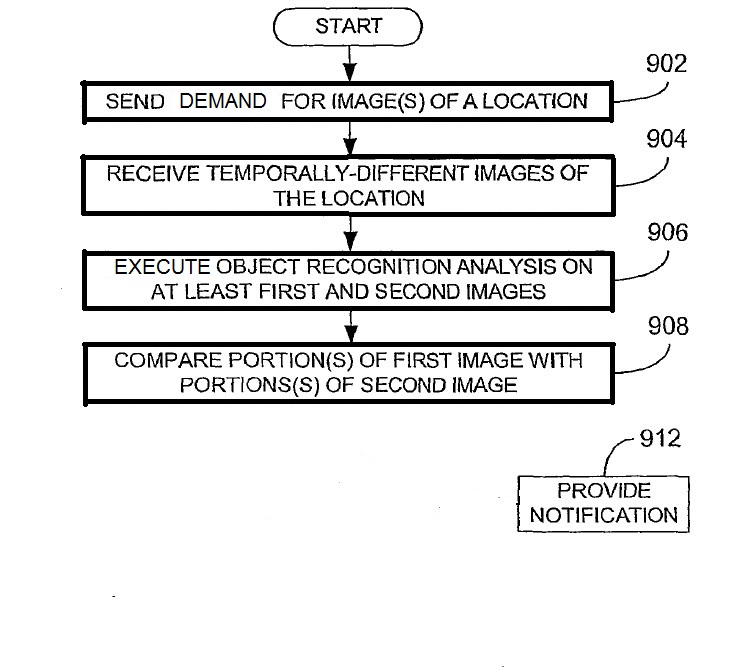 START
902
SEND DEMAND FOR IMAGE(S) OF A LOCATION
904
RECEIVE TEMPORALLY-DIFFERENT IMAGES OF
THE LOCATION
906
EXECUTE OBJECT RECOGNITION ANALYSIS ON
AT LEAST FIRST AND SECOND IMAGES
908
COMPARE PORTION(S) OF FIRST IMAGE WITH
PORTIONS(S) OF SECOND IMAGE
912
PROVIDE
NOTIFICATION